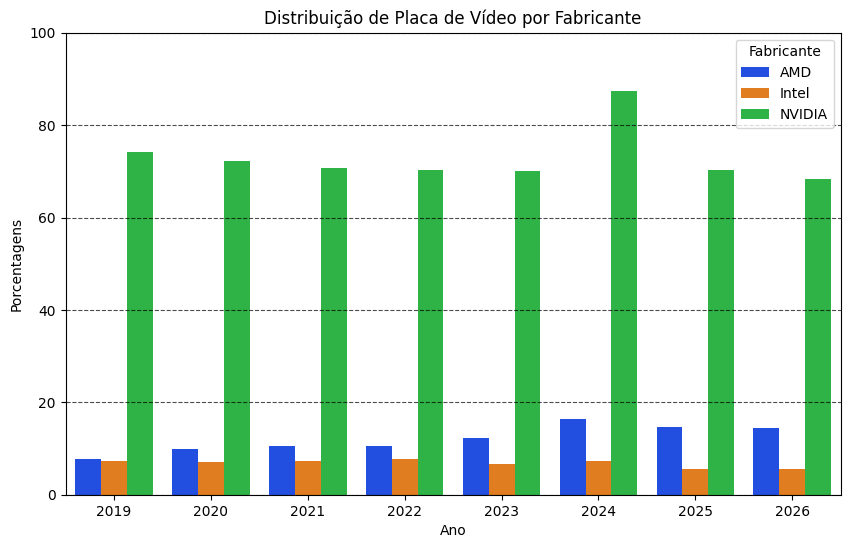 Distribuição de Placa de Vídeo por Fabricante
Fabricante
AMD
Intel
NVIDIA
Porcentagens
100
80
60
40
20
0
2019 2020 2021 2022 2023 2024 2025 2026
Ano